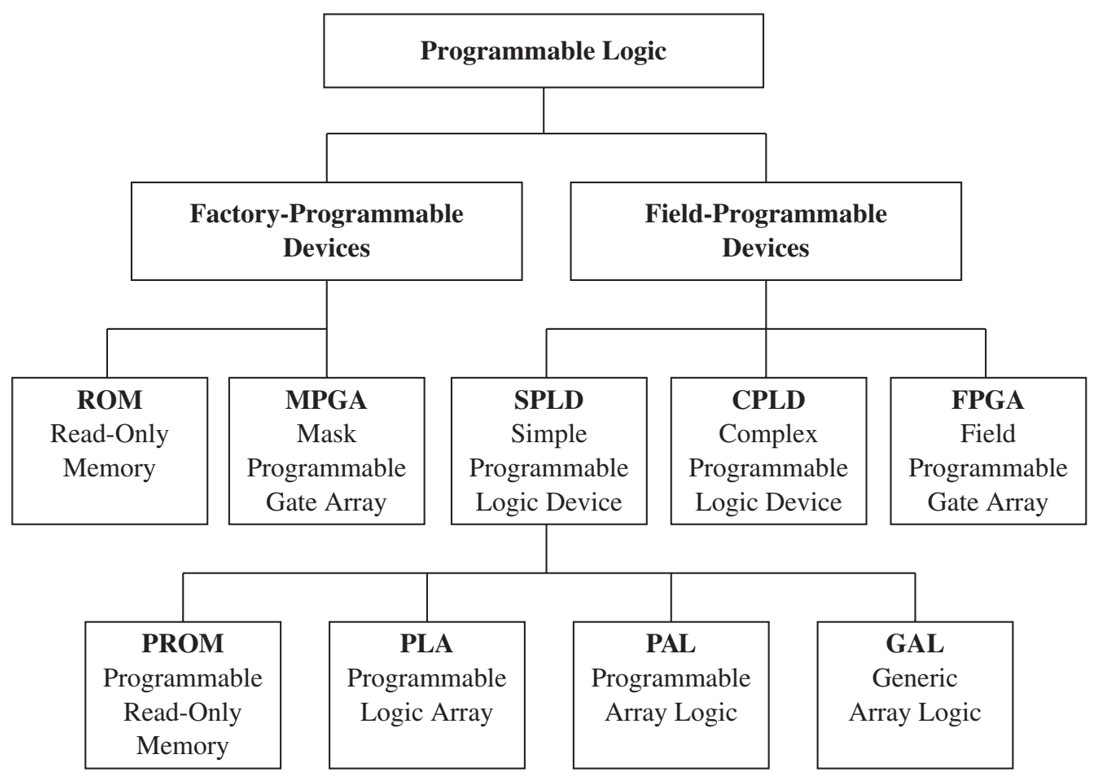 Programmable Logic
Factory-Programmable
Devices
Field-Programmable
Devices
ROM
Read-Only
Memory
MPGA
Mask
Programmable
Gate Array
SPLD
Simple
Programmable
Logic Device
CPLD
Complex
Programmable
Logic Device
FPGA
Field
Programmable
Gate Array
PROM
Programmable
Read-Only
Memory
PLA
Programmable
Logic Array
PAL
Programmable
Array Logic
GAL
Generic
Array Logic